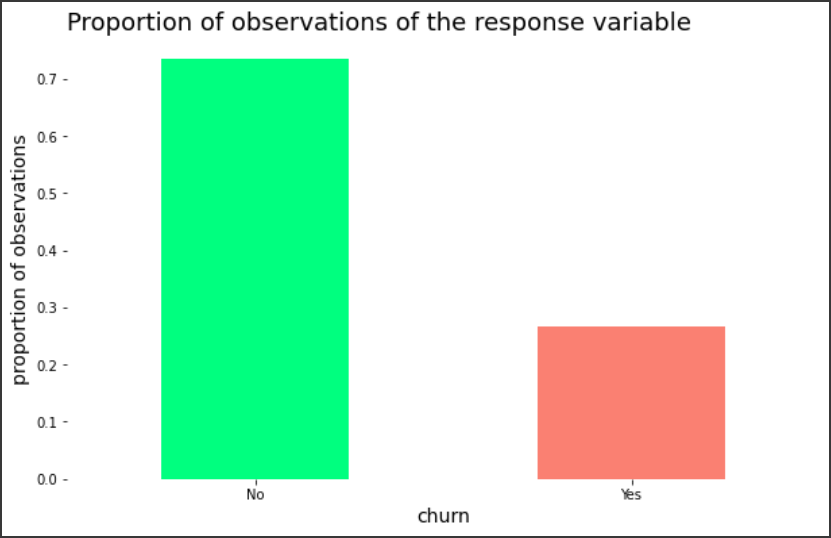 Proportion of observations of the response variable
proportion of observations
0.7
0.6
0.5
0.4
0.3
0.2
0.1
0.0
No
Yes
churn